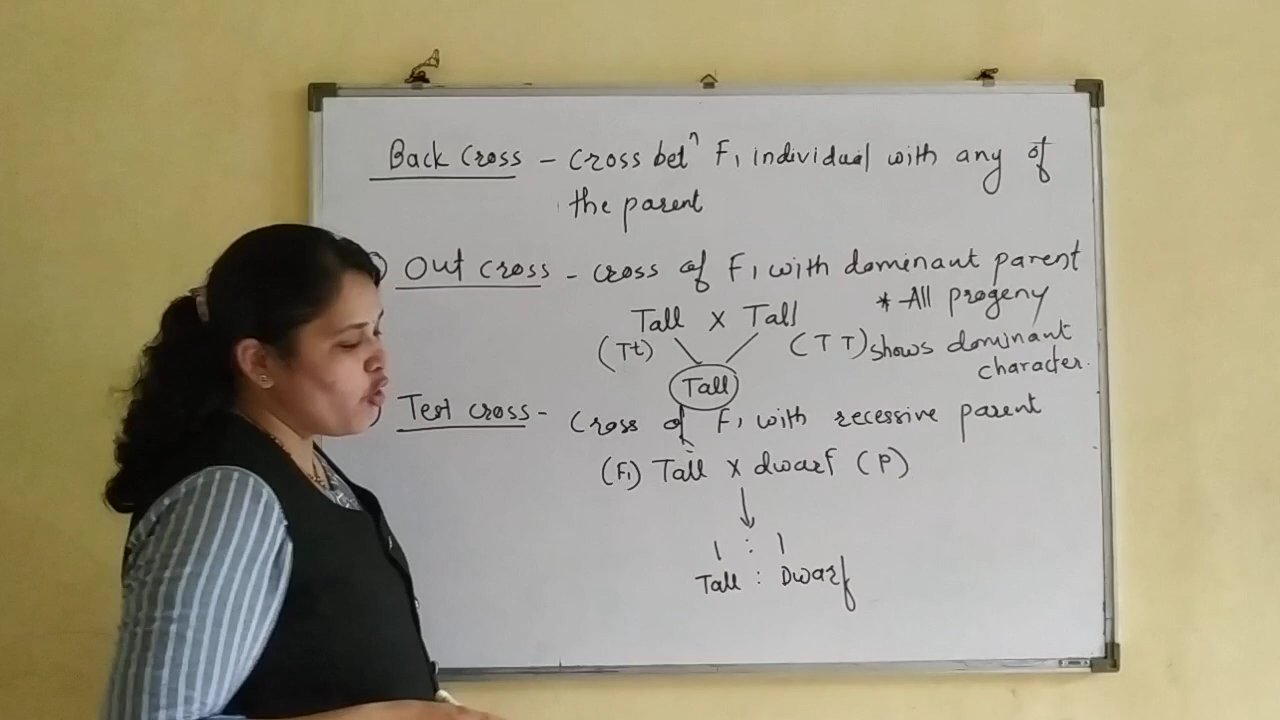 Back Cross - Cross betⁿ F₁ individual with any of
the parent
) Out cross - cross of F₁ with dominant parent
Tall x Tall * All progeny
(Tt) (TT) shows dominant
character.
Tall
) Test cross - Cross of F₁ with recessive parent
(F₁) Tall x dwarf (P)
1 : 1
Tall : Dwarf